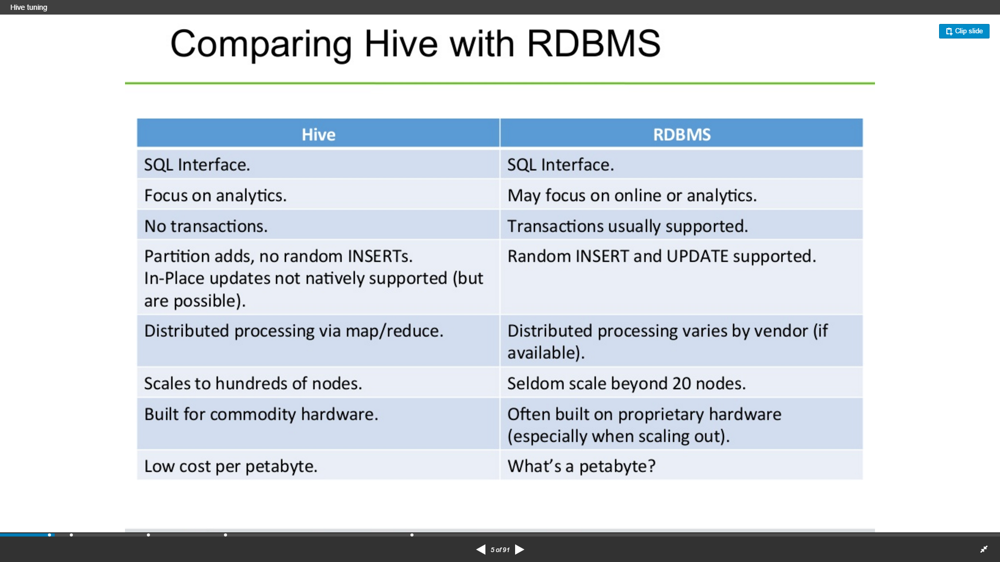 Hive tuning
Clip slide
Comparing Hive with RDBMS
Hive
RDBMS
SQL Interface.
SQL Interface.
Focus on analytics.
May focus on online or analytics.
No transactions.
Transactions usually supported.
Partition adds, no random INSERTs.
In-Place updates not natively supported (but
are possible).
Random INSERT and UPDATE supported.
Distributed processing via map/reduce.
Distributed processing varies by vendor (if
available).
Scales to hundreds of nodes.
Seldom scale beyond 20 nodes.
Built for commodity hardware.
Often built on proprietary hardware
(especially when scaling out).
Low cost per petabyte.
What's a petabyte?
5 of 91